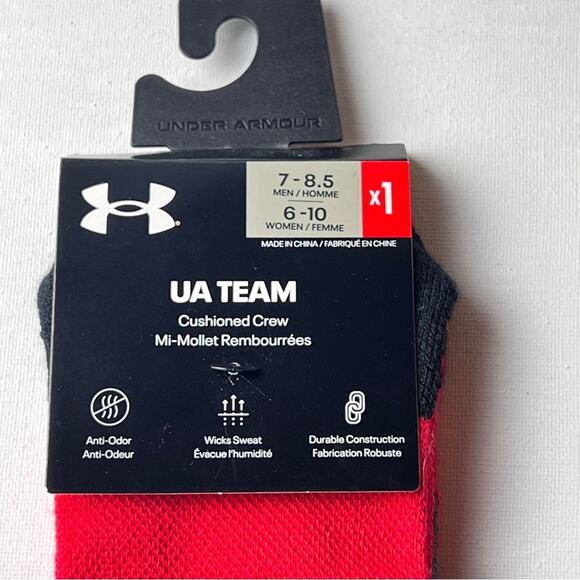 UNDER ARMOUR
7 - 8.5
MEN / HOMME
6 -10
WOMEN / FEMME
x1
MADE IN CHINA / FABRIQUÉ EN CHINE
UA TEAM
Cushioned Crew
Mi-Mollet Rembourrées
Anti-Odor
Anti-Odeur
Wicks Sweat
Évacue l'humidité
Durable Construction
Fabrication Robuste